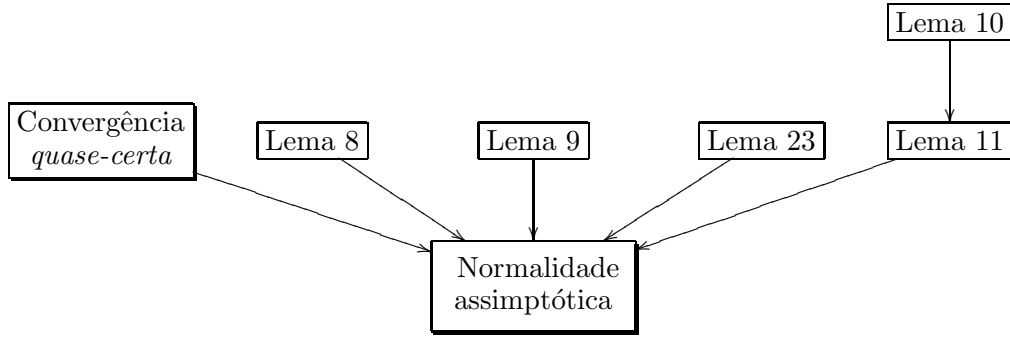 Lema 10
Convergência
quase-certa
Lema 8
Lema 9
Lema 23
Lema 11
Normalidade
assimptótica